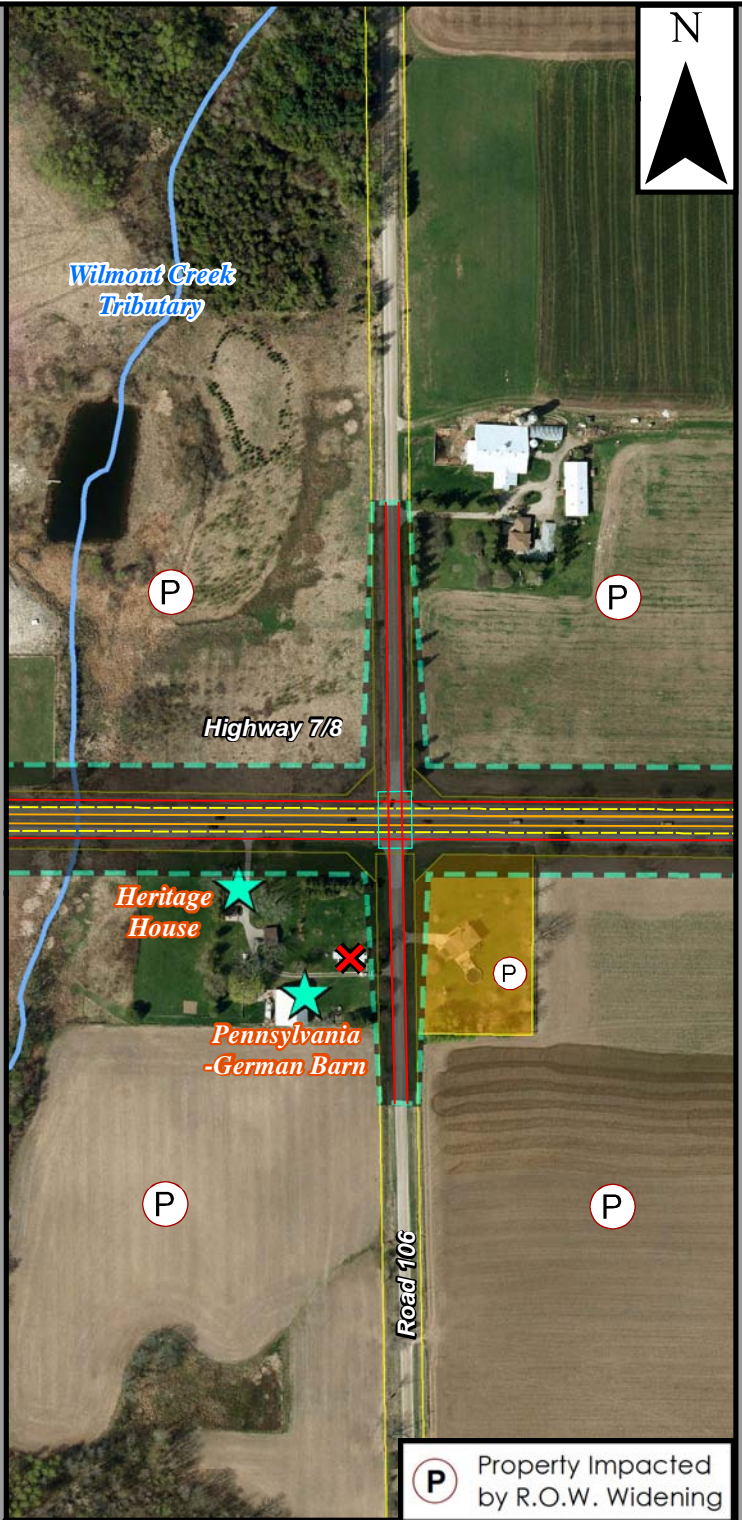 N
Wilmont Creek
Tributary
P
P
Highway 7/8
Heritage
House
P
Pennsylvania
-German Barn
P
P
Road 106
P
Property Impacted
by R.O.W. Widening